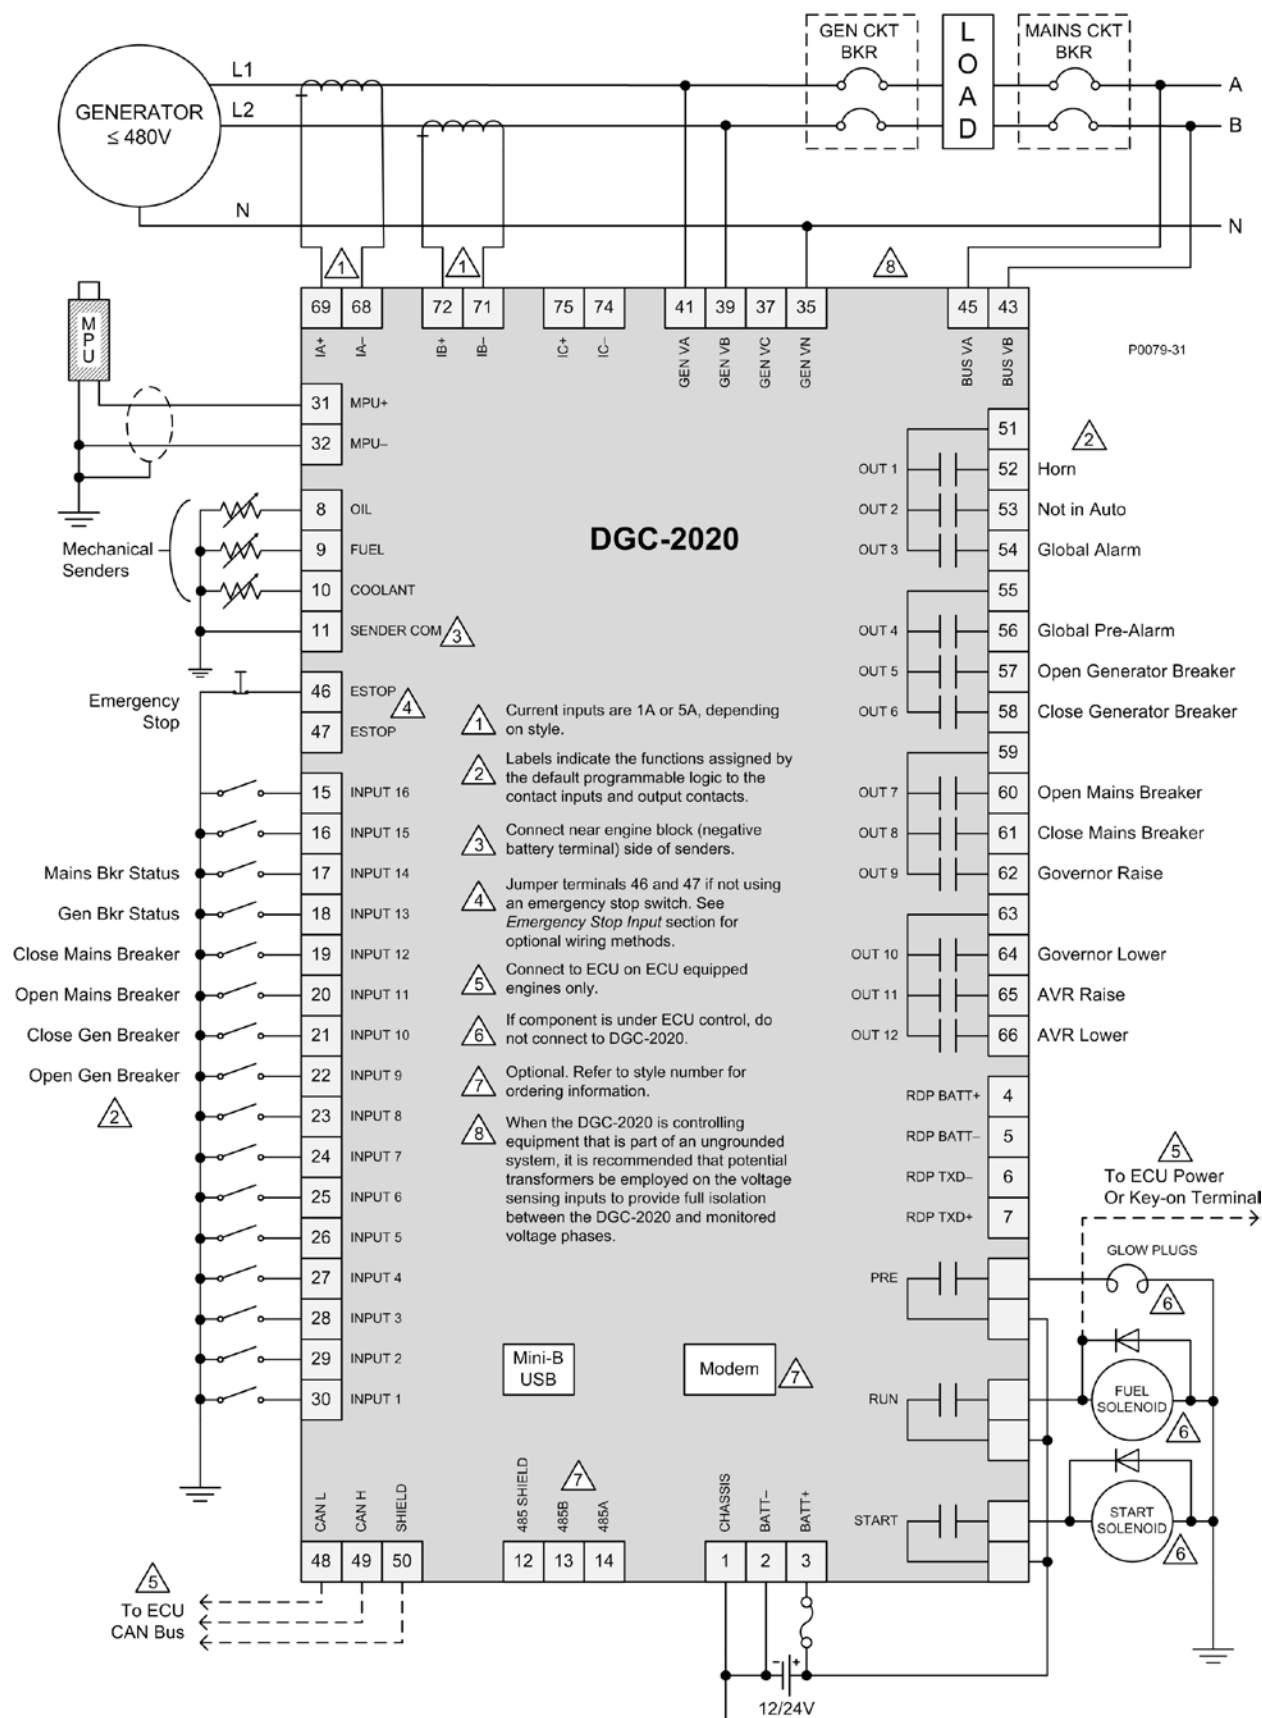 GEN CKT
BKR
LOAD
MAINS CKT
BKR
L1
A
GENERATOR
≤ 480V
L2
B
N
N
1
1
8
69
68
72
71
75
74
41
39
37
35
45
43
IA+
IA–
IB+
IB–
IC+
IC–
GEN VA
GEN VB
GEN VC
GEN VN
BUS VA
BUS VB
P0079-31
MPU
31 MPU+
32 MPU–
8 OIL
9 FUEL
10 COOLANT
11 SENDER COM 3
Mechanical
Senders
DGC-2020
Emergency
Stop
46 ESTOP
4
47 ESTOP
15 INPUT 16
16 INPUT 15
Mains Bkr Status 17 INPUT 14
Gen Bkr Status 18 INPUT 13
Close Mains Breaker 19 INPUT 12
Open Mains Breaker 20 INPUT 11
Close Gen Breaker 21 INPUT 10
Open Gen Breaker 22 INPUT 9
2
23 INPUT 8
24 INPUT 7
25 INPUT 6
26 INPUT 5
27 INPUT 4
28 INPUT 3
29 INPUT 2
30 INPUT 1
1 Current inputs are 1A or 5A, depending
on style.
2 Labels indicate the functions assigned by
the default programmable logic to the
contact inputs and output contacts.
3 Connect near engine block (negative
battery terminal) side of senders.
4 Jumper terminals 46 and 47 if not using
an emergency stop switch. See
Emergency Stop Input section for
optional wiring methods.
5 Connect to ECU on ECU equipped
engines only.
6 If component is under ECU control, do
not connect to DGC-2020.
7 Optional. Refer to style number for
ordering information.
8 When the DGC-2020 is controlling
equipment that is part of an ungrounded
system, it is recommended that potential
transformers be employed on the voltage
sensing inputs to provide full isolation
between the DGC-2020 and monitored
voltage phases.
51
2
OUT 1 52 Horn
OUT 2 53 Not in Auto
OUT 3 54 Global Alarm
55
OUT 4 56 Global Pre-Alarm
OUT 5 57 Open Generator Breaker
OUT 6 58 Close Generator Breaker
59
OUT 7 60 Open Mains Breaker
OUT 8 61 Close Mains Breaker
OUT 9 62 Governor Raise
63
OUT 10 64 Governor Lower
OUT 11 65 AVR Raise
OUT 12 66 AVR Lower
RDP BATT+ 4
RDP BATT– 5
RDP TXD– 6
RDP TXD+ 7
5
To ECU Power
Or Key-on Terminal
GLOW PLUGS
PRE
6
Mini-B
USB
Modem
7
RUN
FUEL
SOLENOID
6
START
START
SOLENOID
6
CAN L
CAN H
SHIELD
485 SHIELD
485B
485A
7
CHASSIS
BATT–
BATT+
48
49
50
12
13
14
1
2
3
5
To ECU
CAN Bus
– +
12/24V